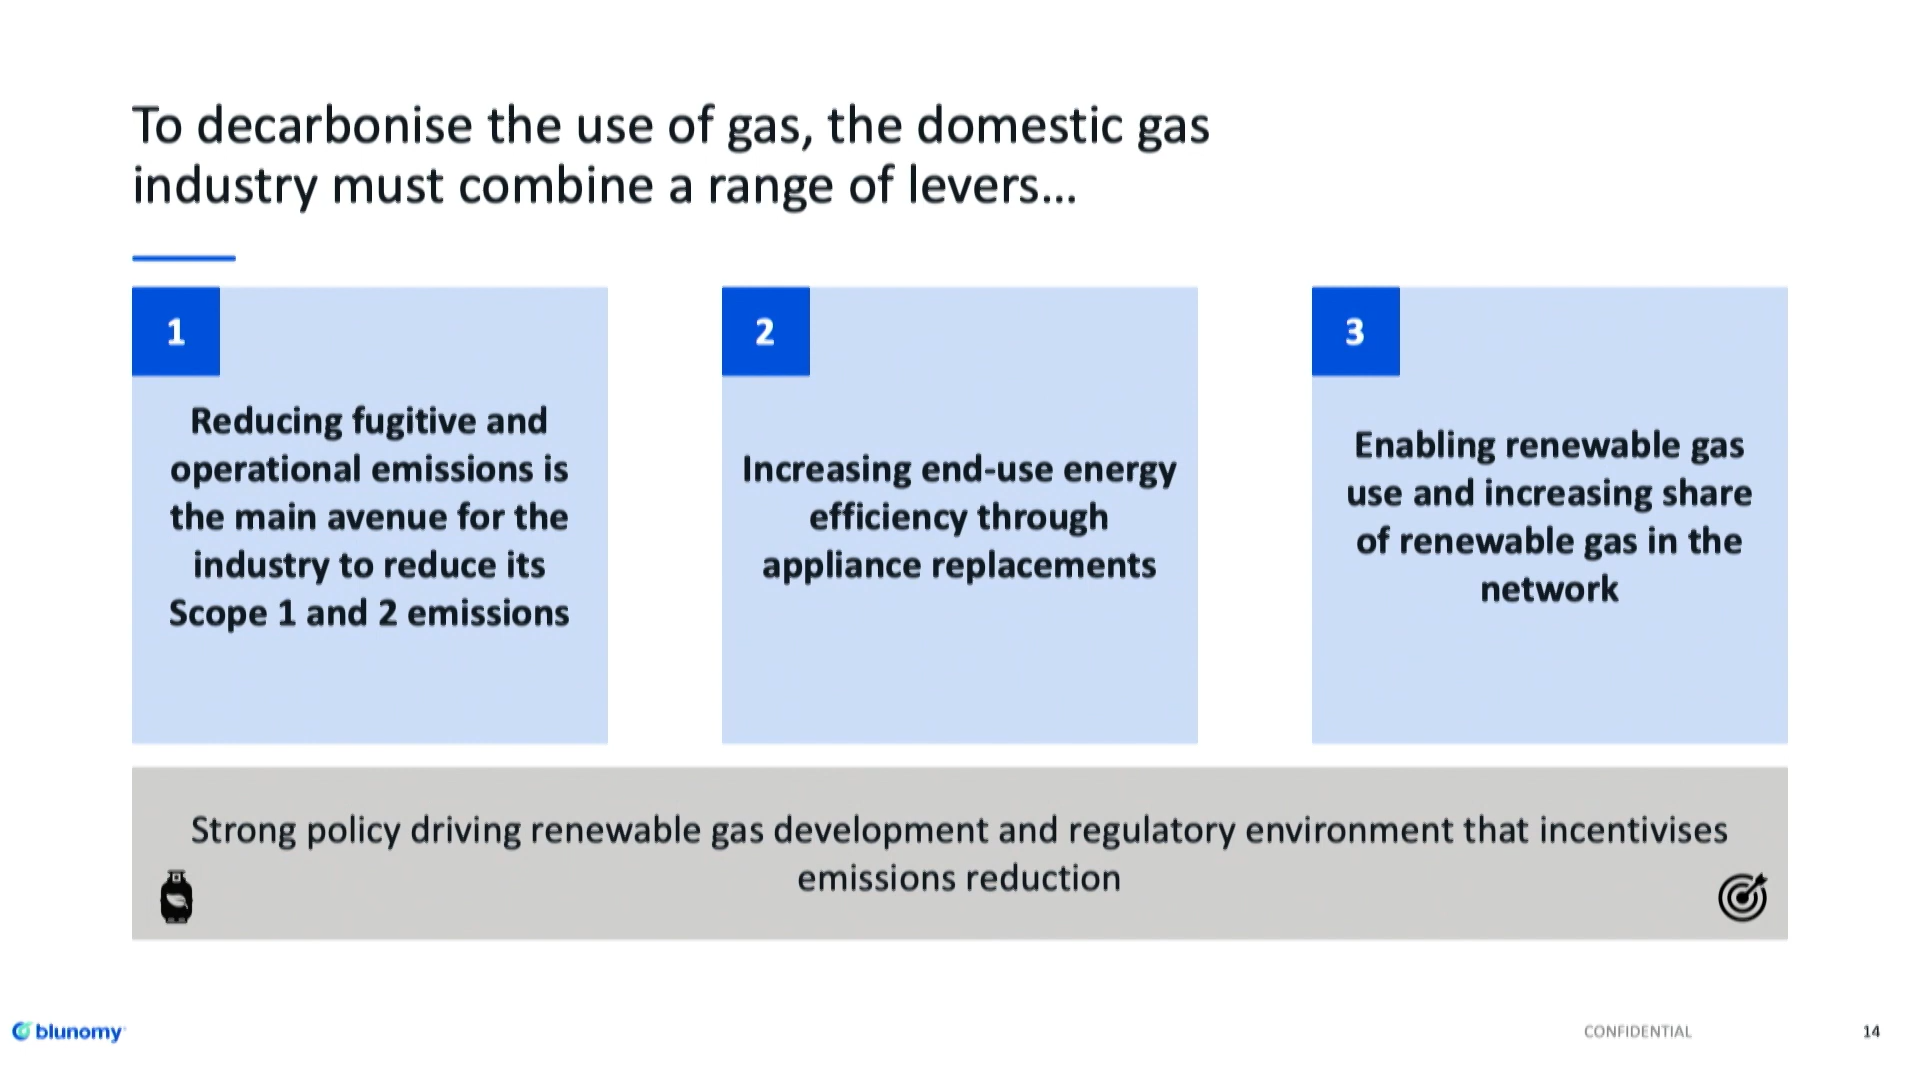 To decarbonise the use of gas, the domestic gas
industry must combine a range of levers...
1
Reducing fugitive and
operational emissions is
the main avenue for the
industry to reduce its
Scope 1 and 2 emissions
2
Increasing end-use energy
efficiency through
appliance replacements
3
Enabling renewable gas
use and increasing share
of renewable gas in the
network
Strong policy driving renewable gas development and regulatory environment that incentivises
emissions reduction
blunomy
CONFIDENTIAL
14